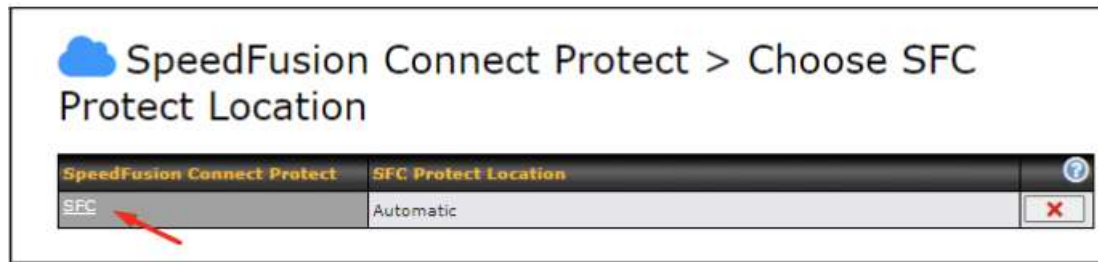 SpeedFusion Connect Protect > Choose SFC
Protect Location
SpeedFusion Connect Protect SFC Protect Location ?
SFC Automatic